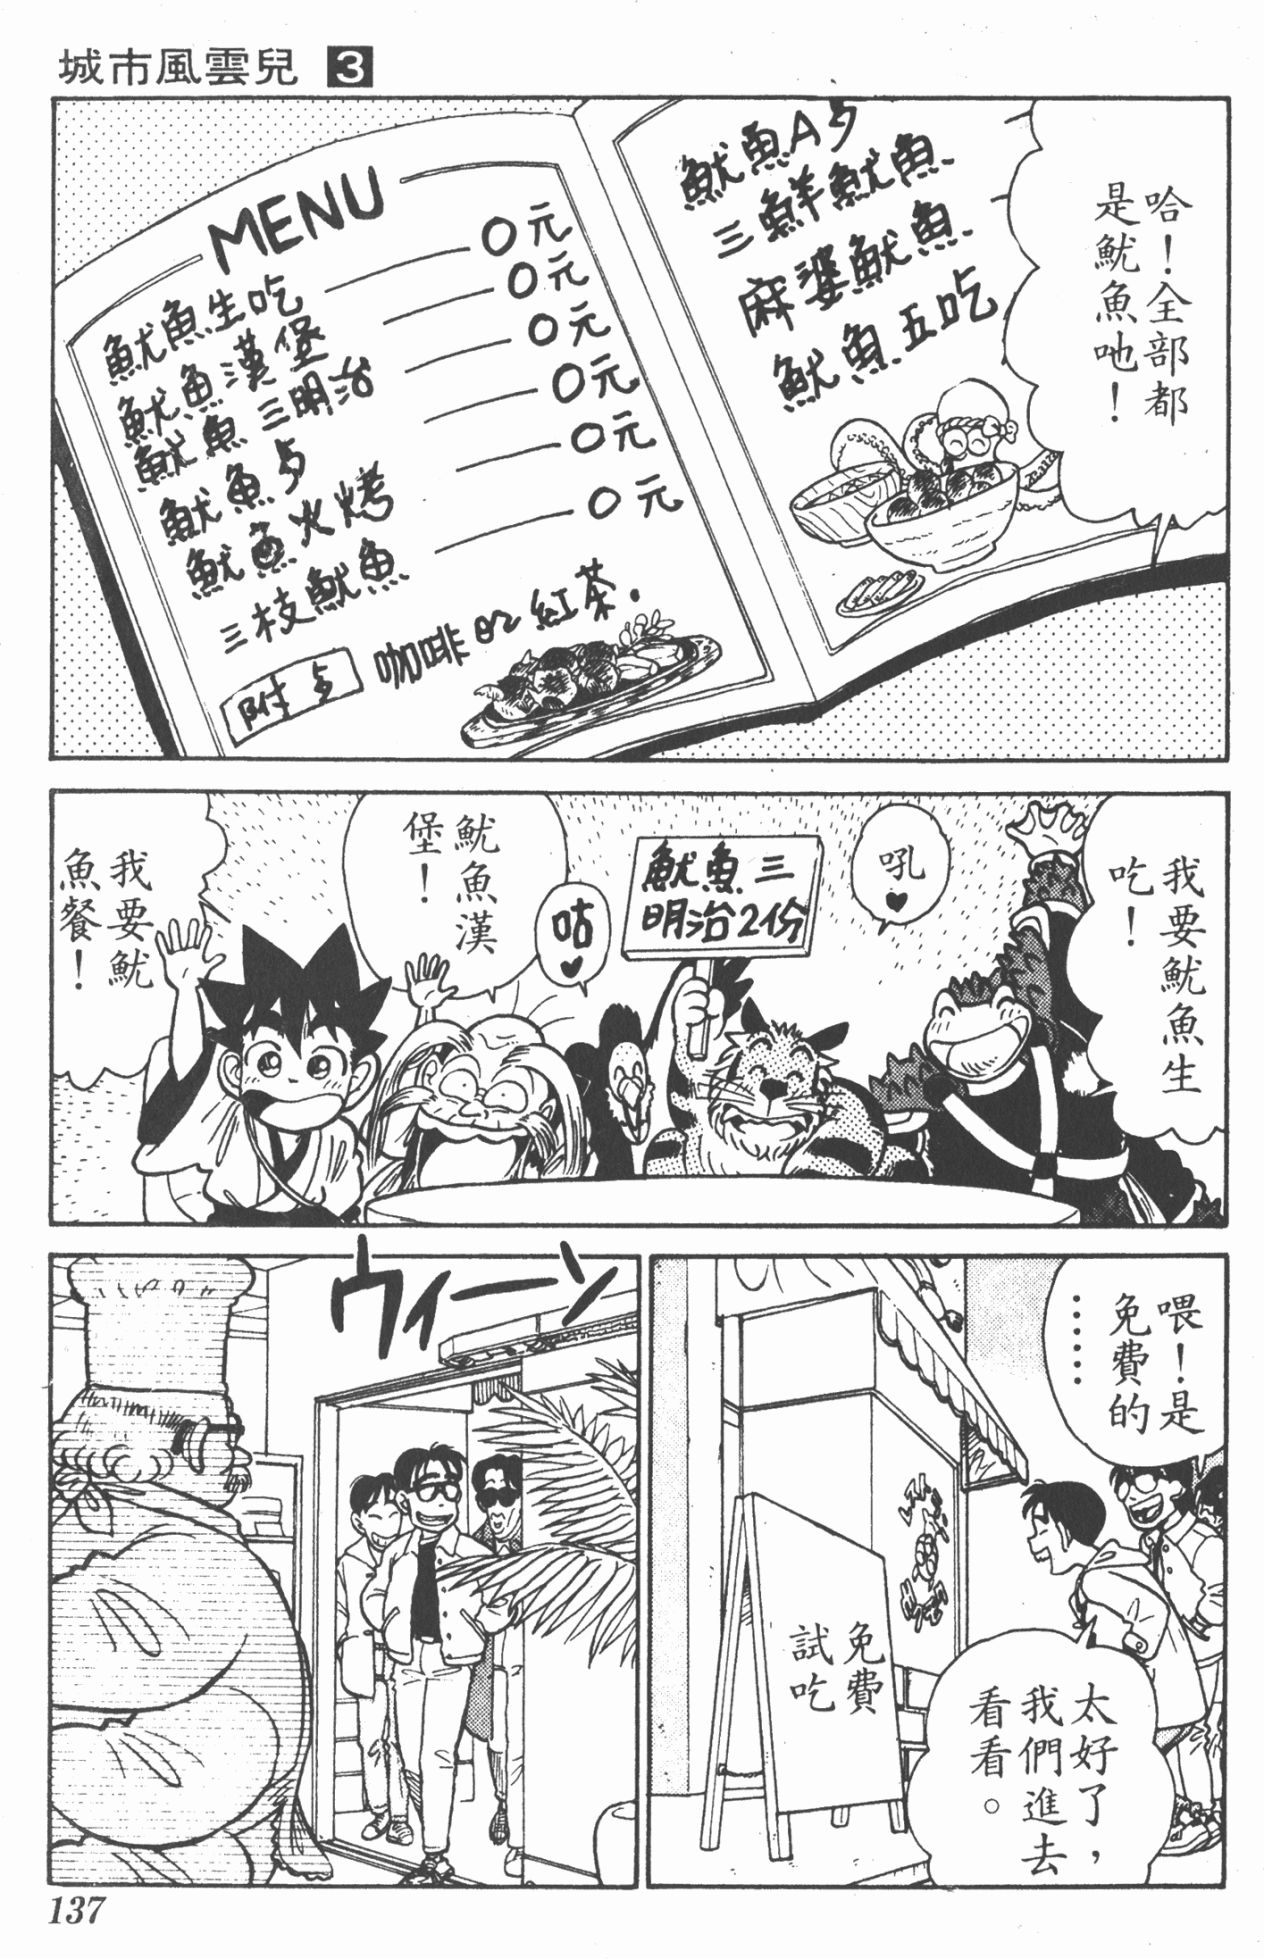 城市風雲兒 3
哈！全部都
是魷魚吔！
魷魚A歺
三鮮魷魚
麻婆魷魚
魷魚五吃
MENU
魷魚生吃 0元
魷魚漢堡 0元
魷魚三明治 0元
魷魚歺 0元
魷魚火烤 0元
三枝魷魚 0元
附歺 咖啡or紅茶.
我要魷魚生
吃！
吼♥
魷魚三
明治2份
咕♥
魷魚漢
堡！
我要魷
魚餐！
喂！是
免費的
⋯⋯
免費
試吃
太好了，
我們進去
看看。
ウィーン
137